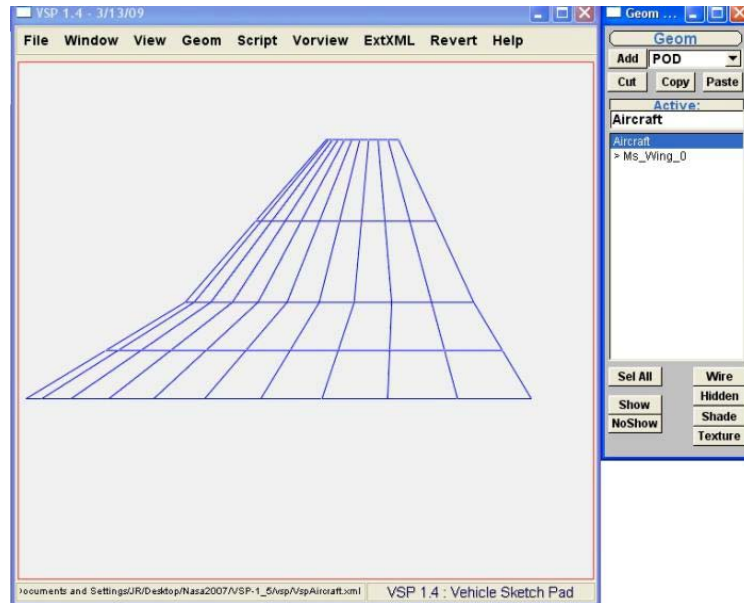 VSP 1.4 - 3/13/09
File Window View Geom Script Vorview ExtXML Revert Help
ocuments and Settings/JR/Desktop/Nasa2007/VSP-1_5/vsp/VspAircraft.xml
VSP 1.4 : Vehicle Sketch Pad
Geom ...
Geom
Add POD
Cut Copy Paste
Active:
Aircraft
Aircraft
> Ms_Wing_0
Sel All Wire
Hidden
Show Shade
NoShow
Texture